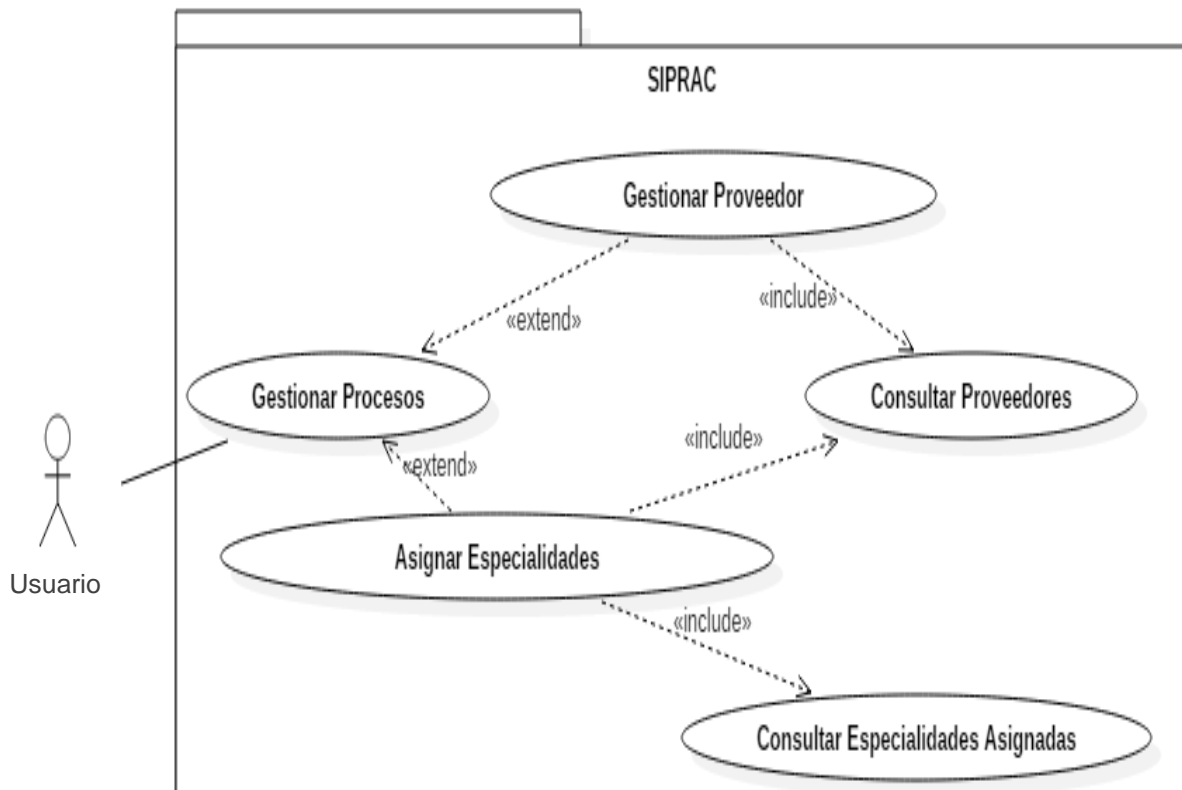 SIPRAC
Gestionar Proveedor
«extend»
«include»
Gestionar Procesos
Consultar Proveedores
«extend»
«include»
Asignar Especialidades
Usuario
«include»
Consultar Especialidades Asignadas